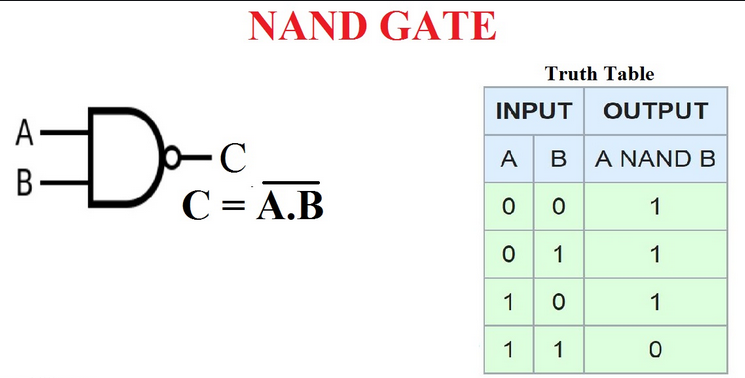 NAND GATE
A
B
C
C = A̅.̅B̅
Truth Table
INPUT OUTPUT
A B A NAND B
0 0 1
0 1 1
1 0 1
1 1 0